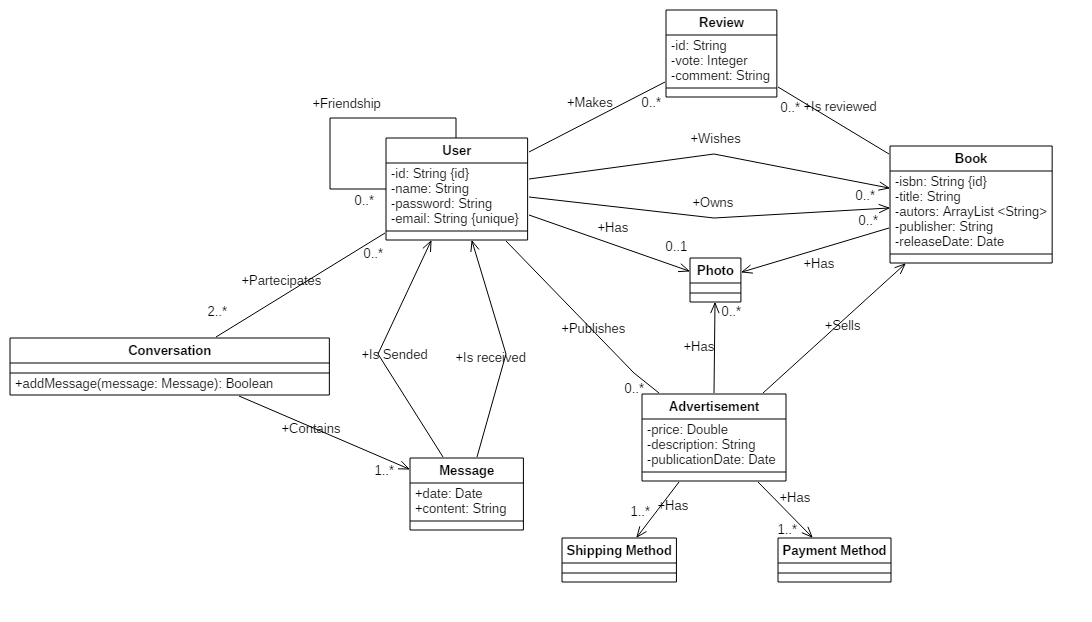 Review
-id: String
-vote: Integer
-comment: String
+Friendship
+Makes
0..*
0..*
+Is reviewed
User
-id: String {id}
-name: String
-password: String
-email: String {unique}
0..*
+Wishes
0..*
+Owns
0..*
Book
-isbn: String {id}
-title: String
-autors: ArrayList <String>
-publisher: String
-releaseDate: Date
+Has
0..1
+Has
Photo
0..*
0..*
+Partecipates
2..*
+Publishes
+Has
+Sells
Conversation
+addMessage(message: Message): Boolean
+Is Sended
+Is received
0..*
Advertisement
-price: Double
-description: String
-publicationDate: Date
+Contains
1..*
Message
+date: Date
+content: String
+Has
1..*
+Has
1..*
Shipping Method
Payment Method